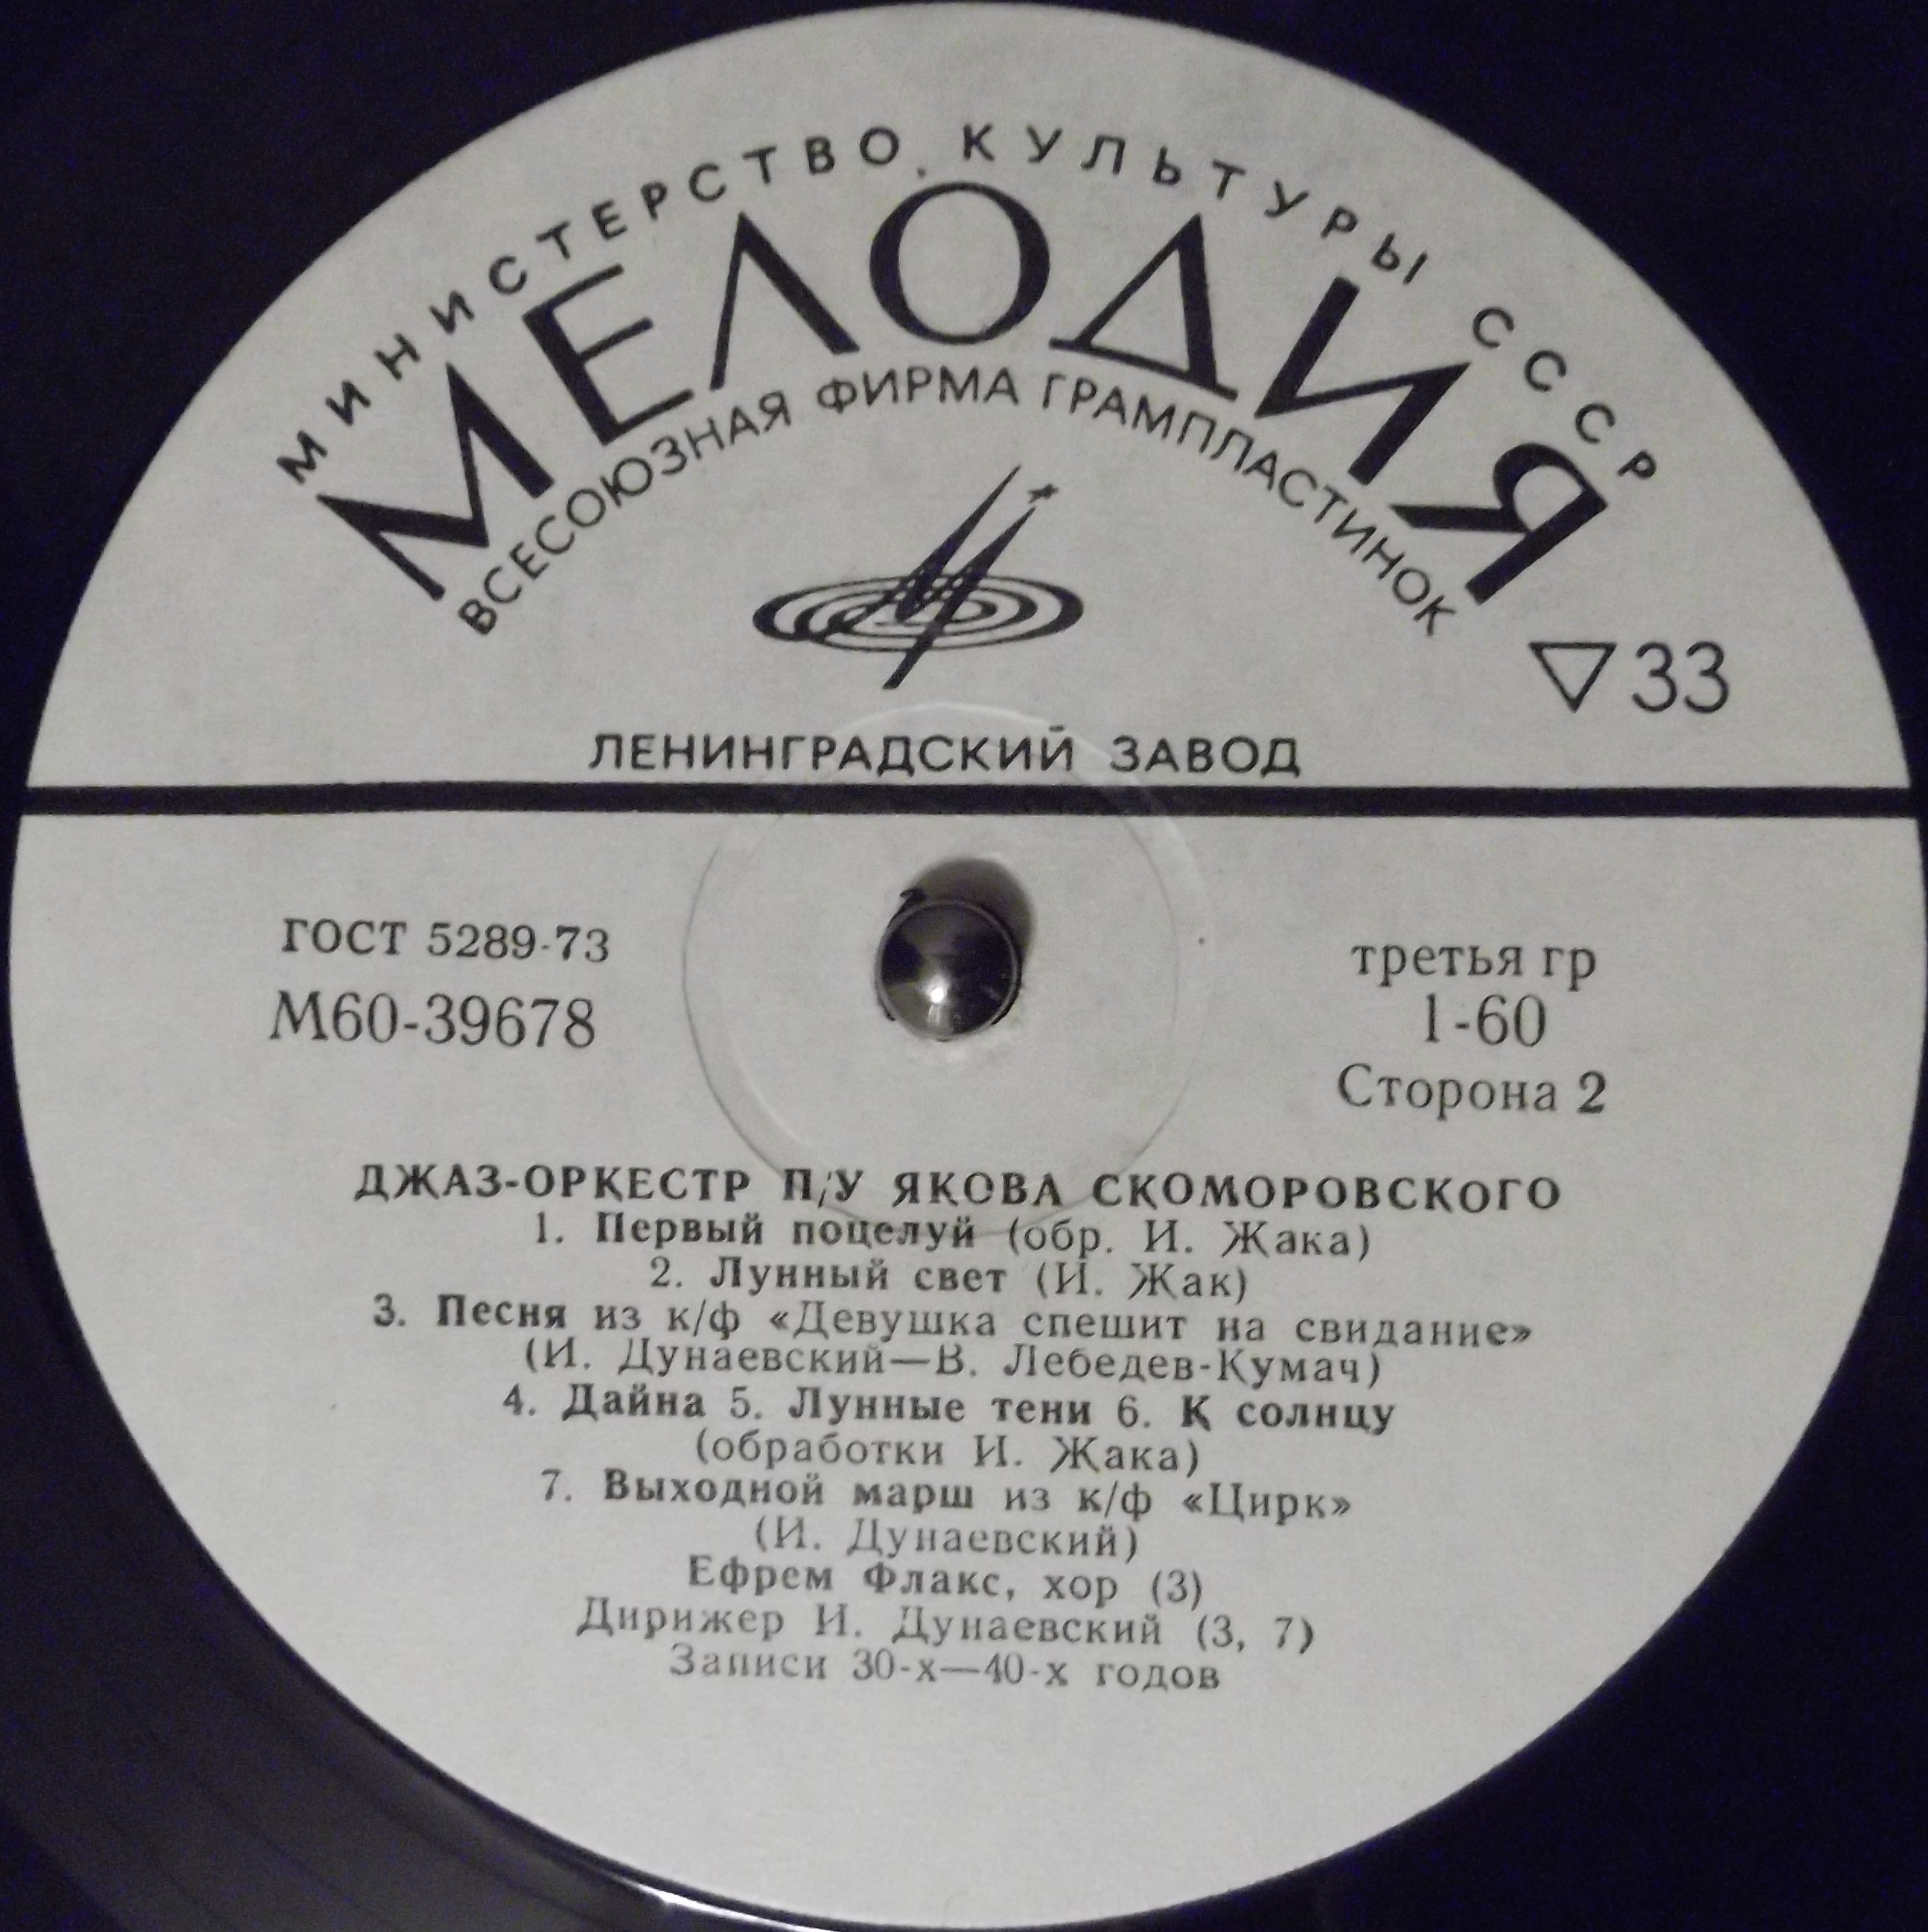 МИНИСТЕРСТВО КУЛЬТУРЫ СССР
МЕЛОДИЯ
ВСЕСОЮЗНАЯ ФИРМА ГРАМПЛАСТИНОК
33
ЛЕНИНГРАДСКИЙ ЗАВОД
ГОСТ 5289-73
М60-39678
третья гр
1-60
Сторона 2
ДЖАЗ-ОРКЕСТР П/У ЯКОВА СКОМОРОВСКОГО
1. Первый поцелуй (обр. И. Жака)
2. Лунный свет (И. Жак)
3. Песня из к/ф «Девушка спешит на свидание»
(И. Дунаевский—В. Лебедев-Кумач)
4. Дайна 5. Лунные тени 6. К солнцу
(обработки И. Жака)
7. Выходной марш из к/ф «Цирк»
(И. Дунаевский)
Ефрем Флакс, хор (3)
Дирижер И. Дунаевский (3, 7)
Записи 30-х—40-х годов